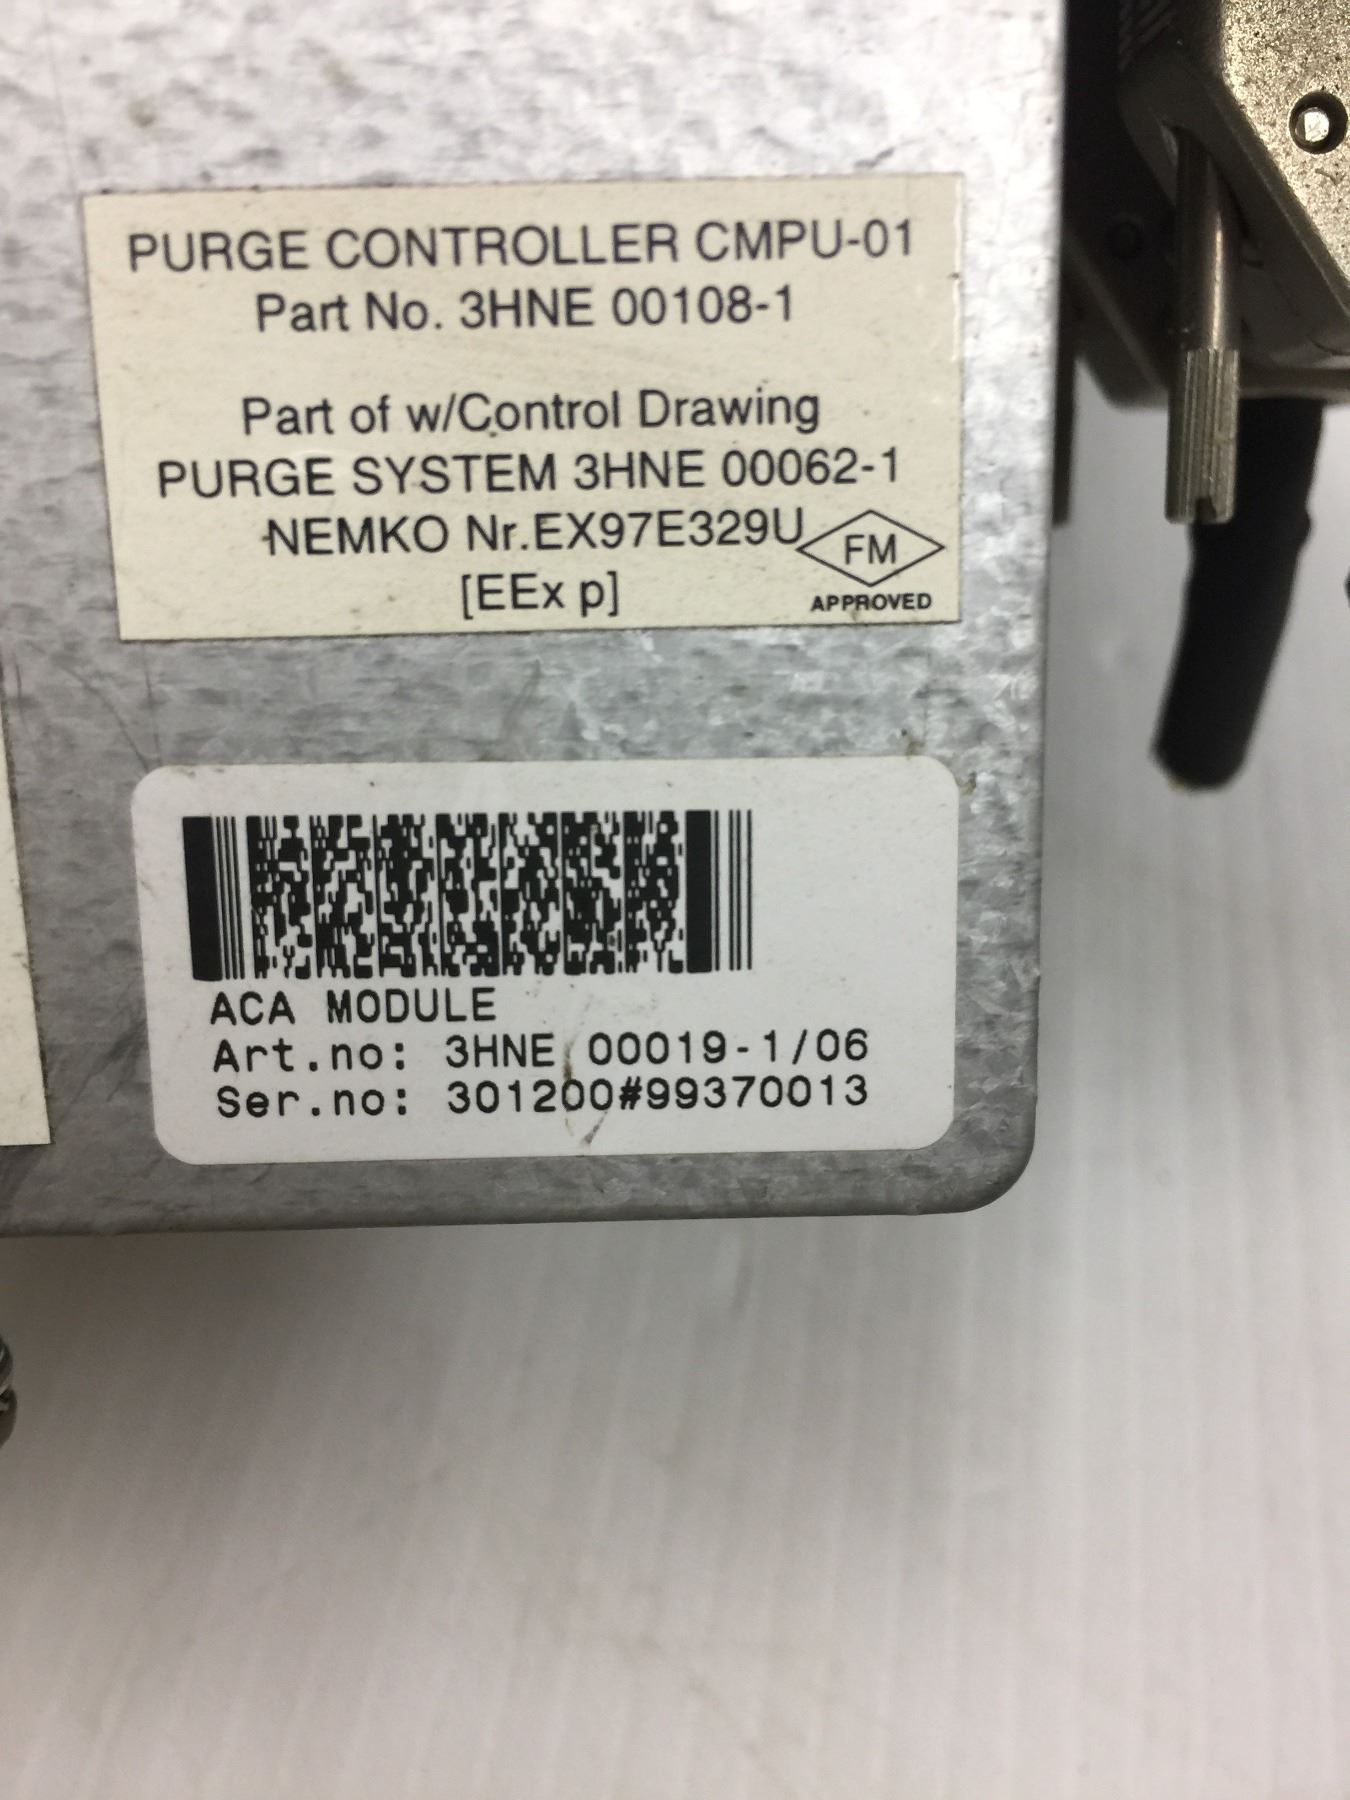 PURGE CONTROLLER CMPU-01
Part No. 3HNE 00108-1
Part of w/Control Drawing
PURGE SYSTEM 3HNE 00062-1
NEMKO Nr.EX97E329U
[EEx p]
FM
APPROVED
ACA MODULE
Art.no: 3HNE 00019-1/06
Ser.no: 301200#99370013